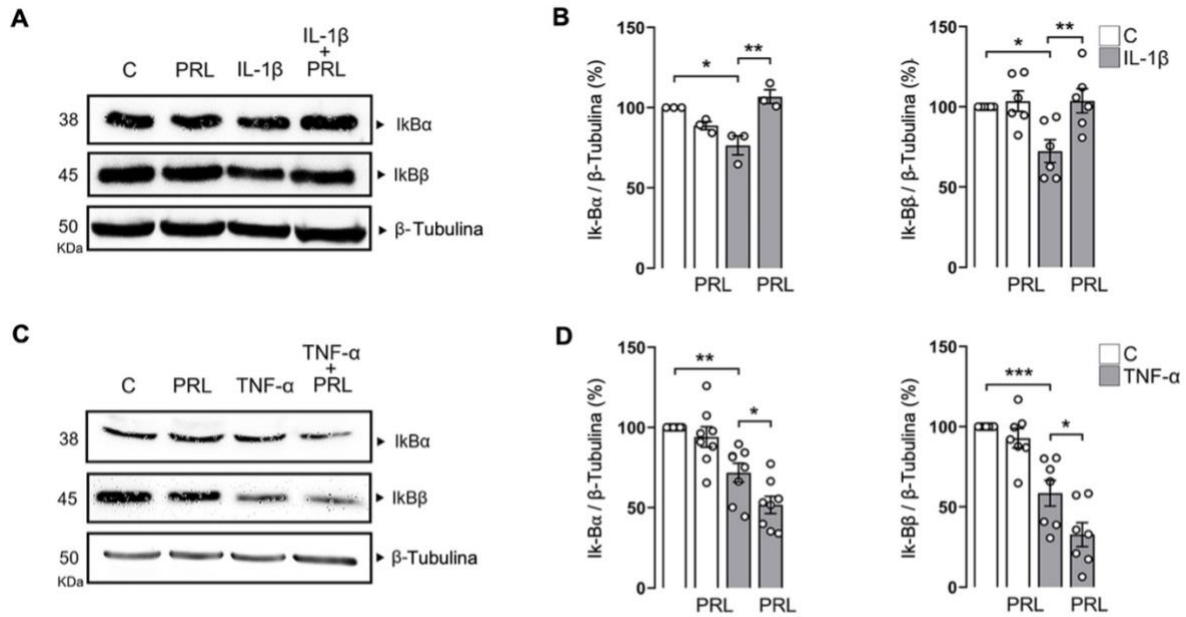 A
C PRL IL-1β IL-1β + PRL
38 IkBα
45 IkBβ
50 KDa β-Tubulina
B
Ik-Bα / β-Tubulina (%)
150
100
50
0
* **
PRL PRL
Ik-Bβ / β-Tubulina (%)
150
100
50
0
* **
PRL PRL
C
IL-1β
C
C PRL TNF-α TNF-α + PRL
38 IkBα
45 IkBβ
50 KDa β-Tubulina
D
Ik-Bα / β-Tubulina (%)
150
100
50
0
** *
PRL PRL
Ik-Bβ / β-Tubulina (%)
150
100
50
0
*** *
PRL PRL
C
TNF-α